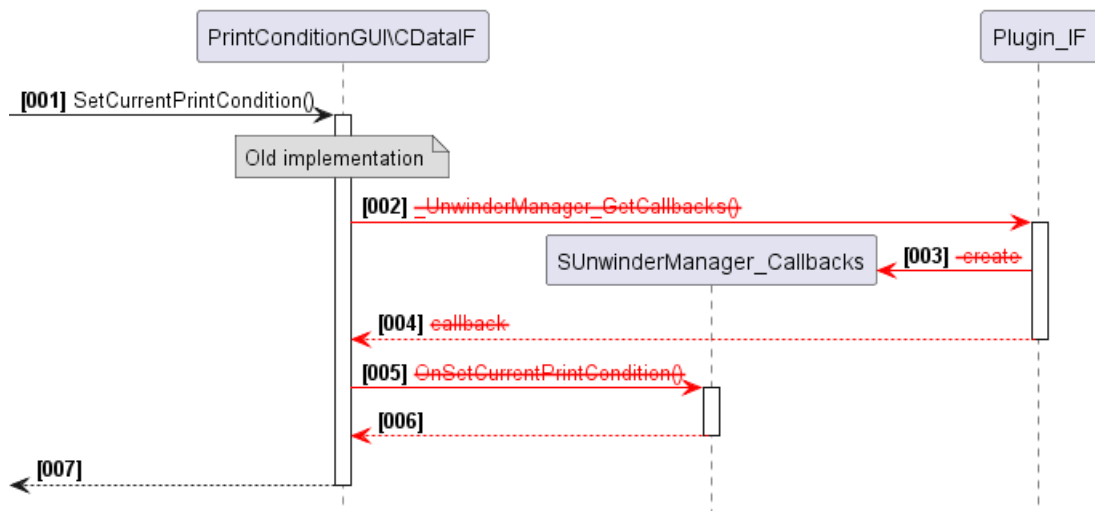 PrintConditionGUI\CDataIF
Plugin_IF
[001] SetCurrentPrintCondition()
Old implementation
[002] _UnwinderManager_GetCallbacks()
SUnwinderManager_Callbacks
[003] create
[004] callback
[005] OnSetCurrentPrintCondition()
[006]
[007]